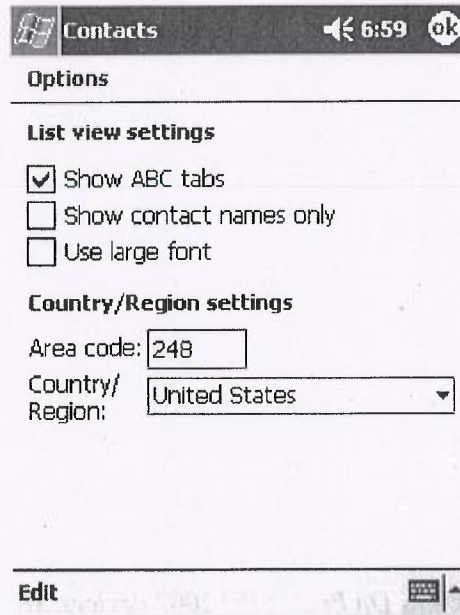 Contacts 6:59 ok
Options
List view settings
Show ABC tabs
Show contact names only
Use large font
Country/Region settings
Area code: 248
Country/
Region: United States
Edit